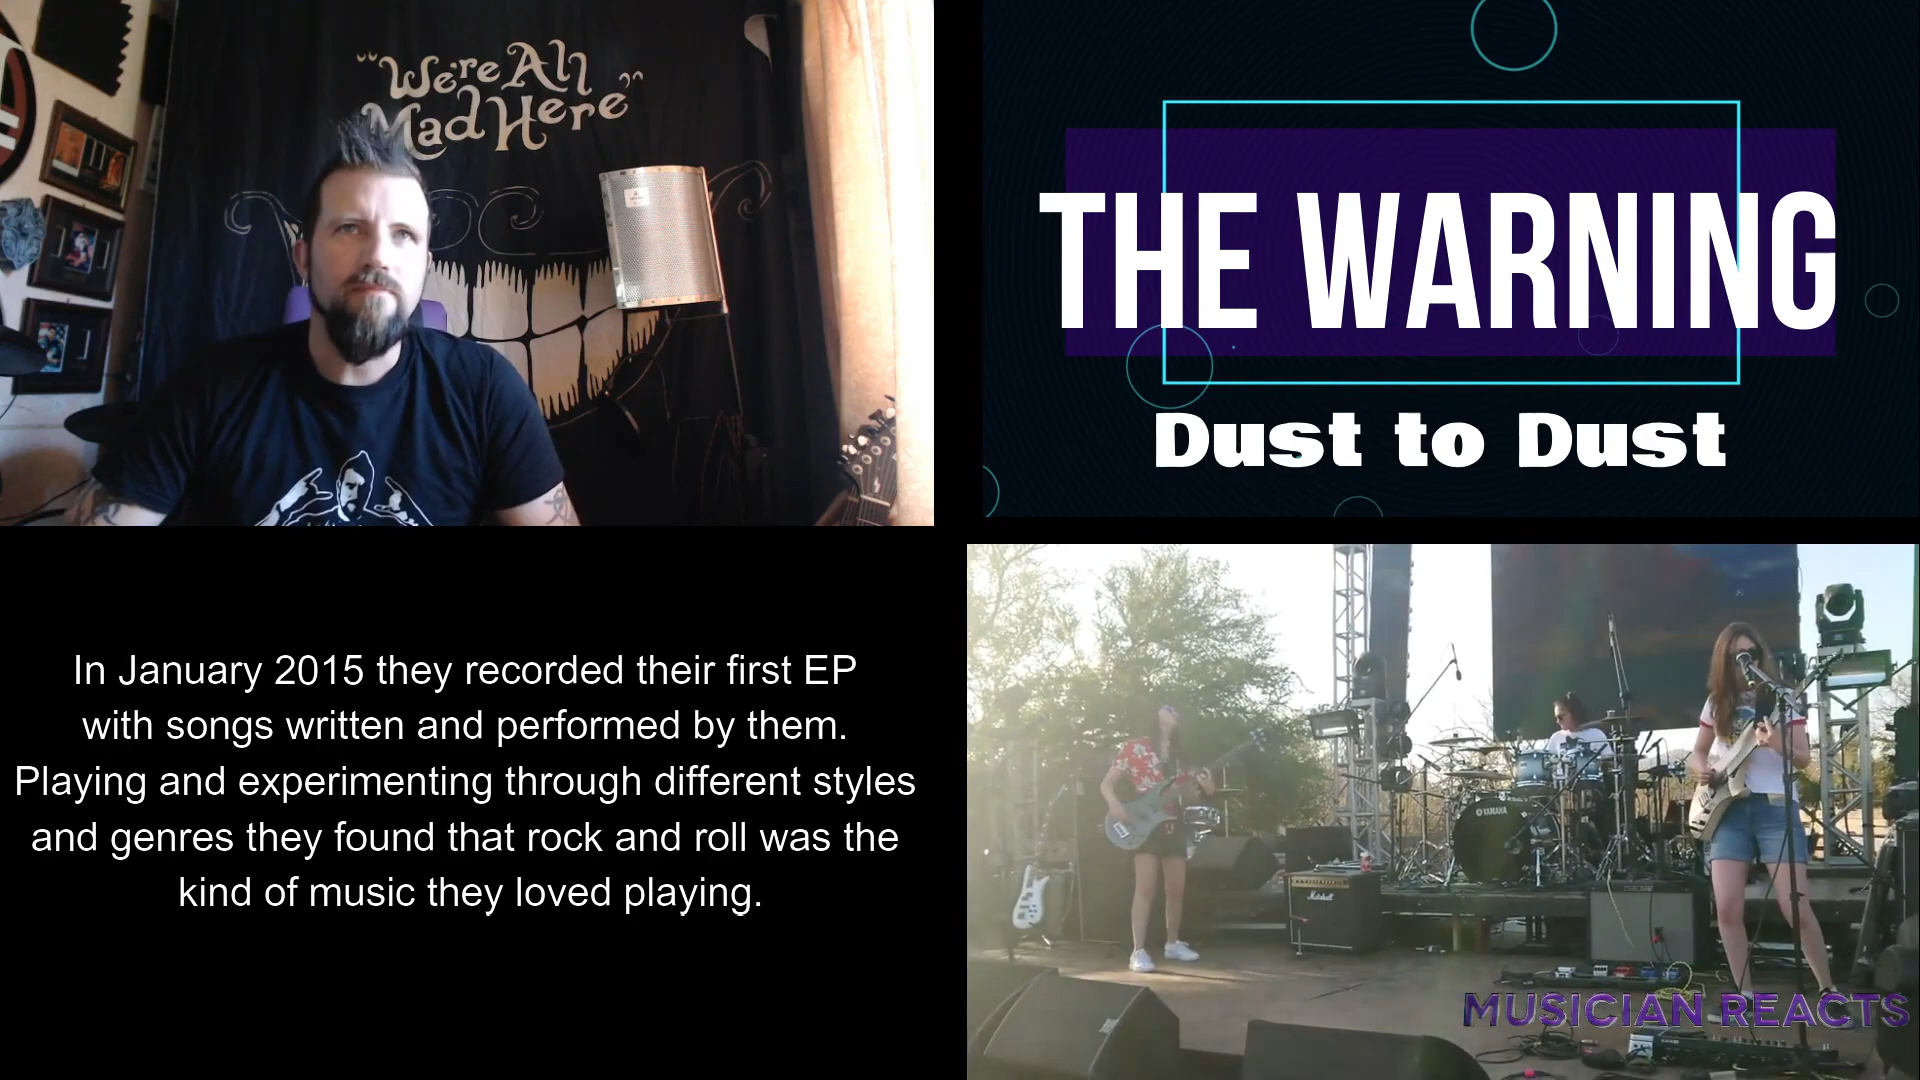 "We're All
Mad Here"
THE WARNING
Dust to Dust
In January 2015 they recorded their first EP
with songs written and performed by them.
Playing and experimenting through different styles
and genres they found that rock and roll was the
kind of music they loved playing.
YAMAHA
Marshall
MUSICIAN REACTS